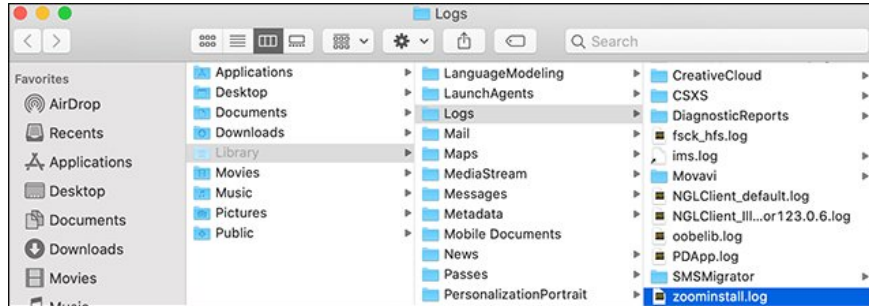 Logs
Search
Favorites
AirDrop
Recents
Applications
Desktop
Documents
Downloads
Movies
Applications
Desktop
Documents
Downloads
Library
Movies
Music
Pictures
Public
LanguageModeling
LaunchAgents
Logs
Mail
Maps
MediaStream
Messages
Metadata
Mobile Documents
News
Passes
PersonalizationPortrait
CreativeCloud
CSXS
DiagnosticReports
fsck_hfs.log
ims.log
Movavi
NGLClient_default.log
NGLClient_Ill...or123.0.6.log
oobelib.log
PDApp.log
SMSMigrator
zoominstall.log